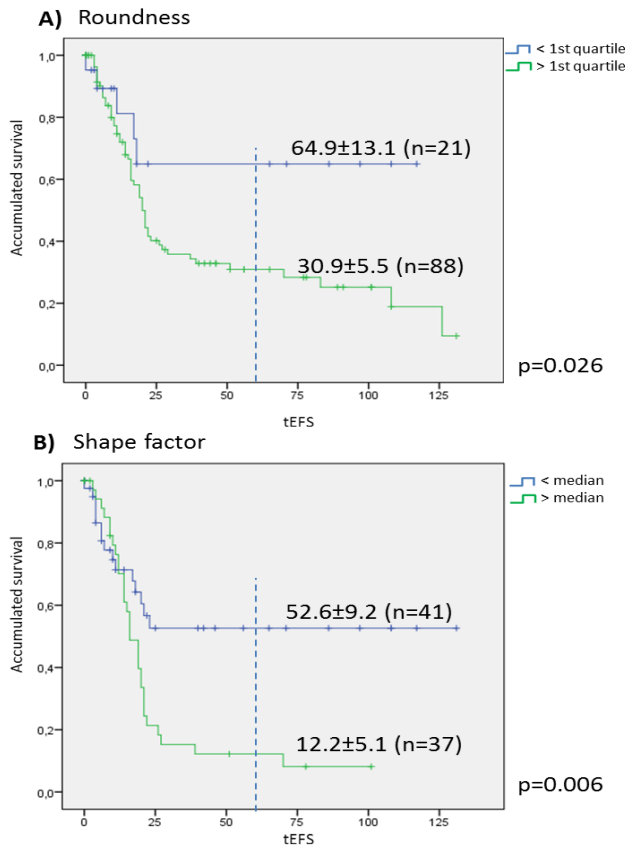 A) Roundness
< 1st quartile
> 1st quartile
Accumulated survival
1,0
0,8
0,6
0,4
0,2
0,0
64.9±13.1 (n=21)
30.9±5.5 (n=88)
p=0.026
0 25 50 75 100 125
tEFS
B) Shape factor
< median
> median
Accumulated survival
1,0
0,8
0,6
0,4
0,2
0,0
52.6±9.2 (n=41)
12.2±5.1 (n=37)
p=0.006
0 25 50 75 100 125
tEFS